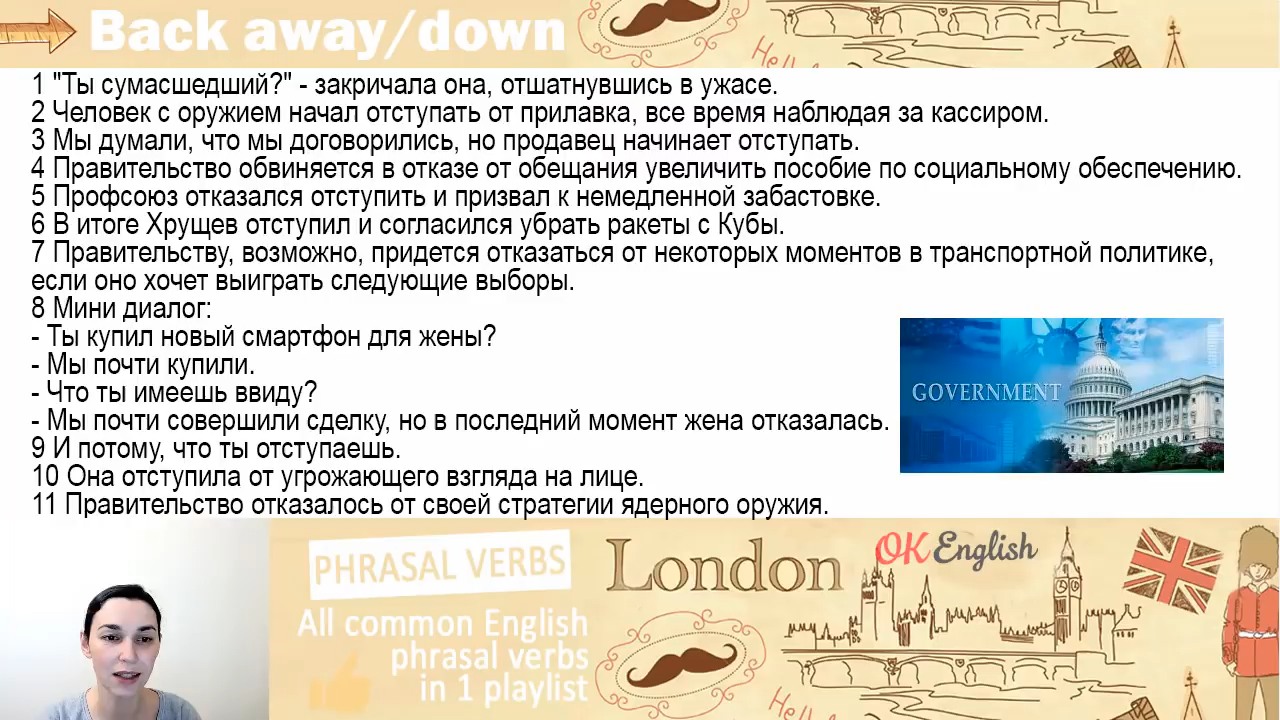 Back away/down
Hell
1 "Ты сумасшедший?" - закричала она, отшатнувшись в ужасе.
2 Человек с оружием начал отступать от прилавка, все время наблюдая за кассиром.
3 Мы думали, что мы договорились, но продавец начинает отступать.
4 Правительство обвиняется в отказе от обещания увеличить пособие по социальному обеспечению.
5 Профсоюз отказался отступить и призвал к немедленной забастовке.
6 В итоге Хрущев отступил и согласился убрать ракеты с Кубы.
7 Правительству, возможно, придется отказаться от некоторых моментов в транспортной политике,
если оно хочет выиграть следующие выборы.
8 Мини диалог:
- Ты купил новый смартфон для жены?
- Мы почти купили.
- Что ты имеешь ввиду?
- Мы почти совершили сделку, но в последний момент жена отказалась.
GOVERNMENT
9 И потому, что ты отступаешь.
10 Она отступила от угрожающего взгляда на лице.
11 Правительство отказалось от своей стратегии ядерного оружия.
PHRASAL VERBS
London
OK English
All common English
phrasal verbs
in 1 playlist